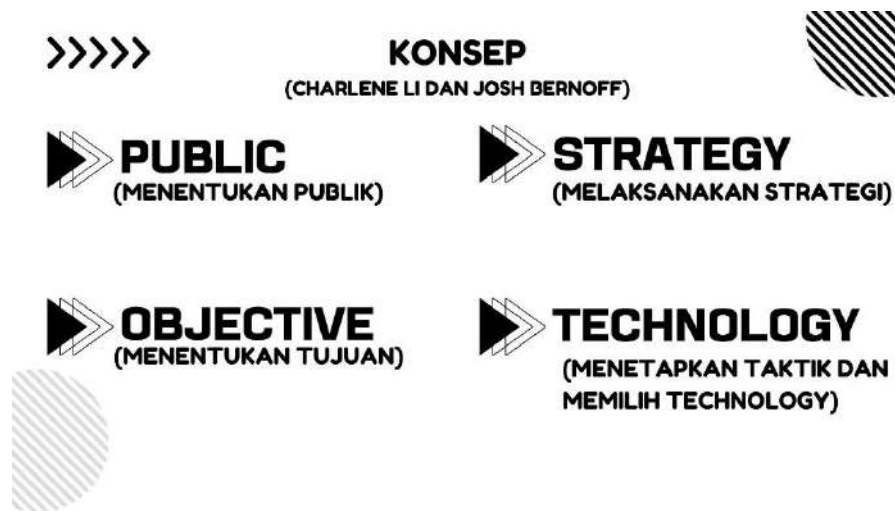 KONSEP
(CHARLENE LI DAN JOSH BERNOFF)
PUBLIC
(MENENTUKAN PUBLIK)
OBJECTIVE
(MENENTUKAN TUJUAN)
STRATEGY
(MELAKSANAKAN STRATEGI)
TECHNOLOGY
(MENETAPKAN TAKTIK DAN
MEMILIH TECHNOLOGY)